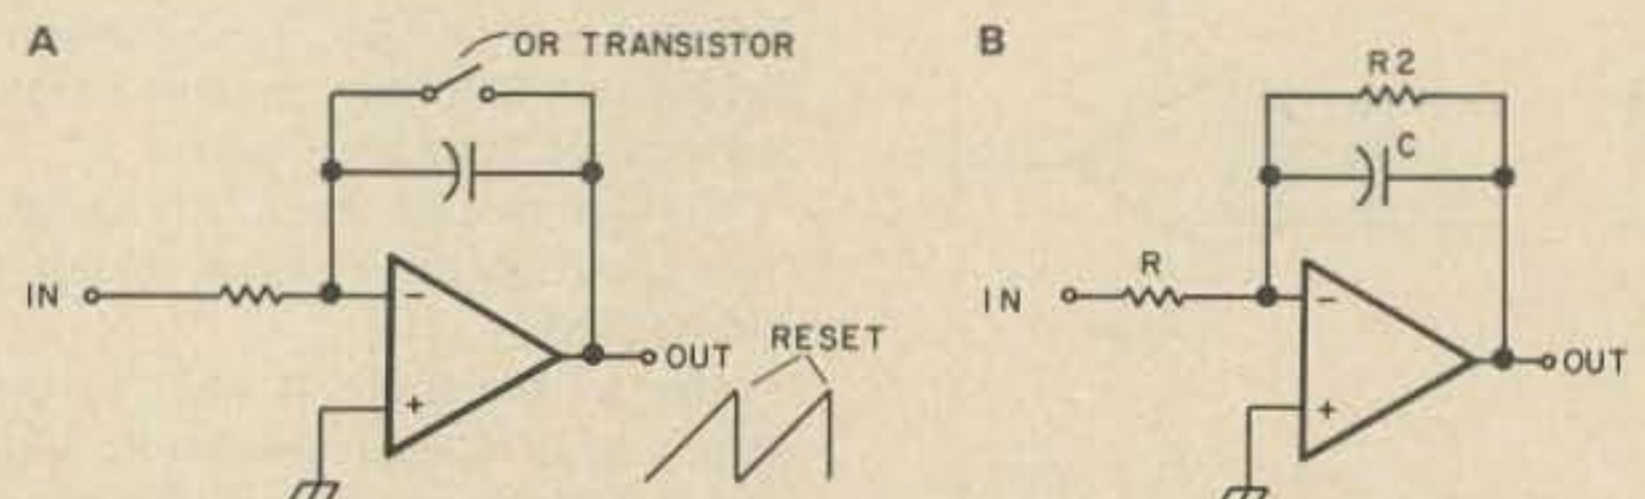 A
OR TRANSISTOR
IN
−
+
OUT
RESET
B
R2
C
IN
R
−
+
OUT